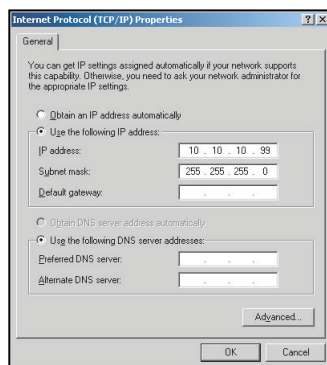 Internet Protocol (TCP/IP) Properties
General
You can get IP settings assigned automatically if your network supports
this capability. Otherwise, you need to ask your network administrator for
the appropriate IP settings.
Obtain an IP address automatically
Use the following IP address:
IP address: 10 . 10 . 10 . 99
Subnet mask: 255 . 255 . 255 . 0
Default gateway: . . .
Obtain DNS server address automatically
Use the following DNS server addresses:
Preferred DNS server: . . .
Alternate DNS server: . . .
Advanced...
OK Cancel